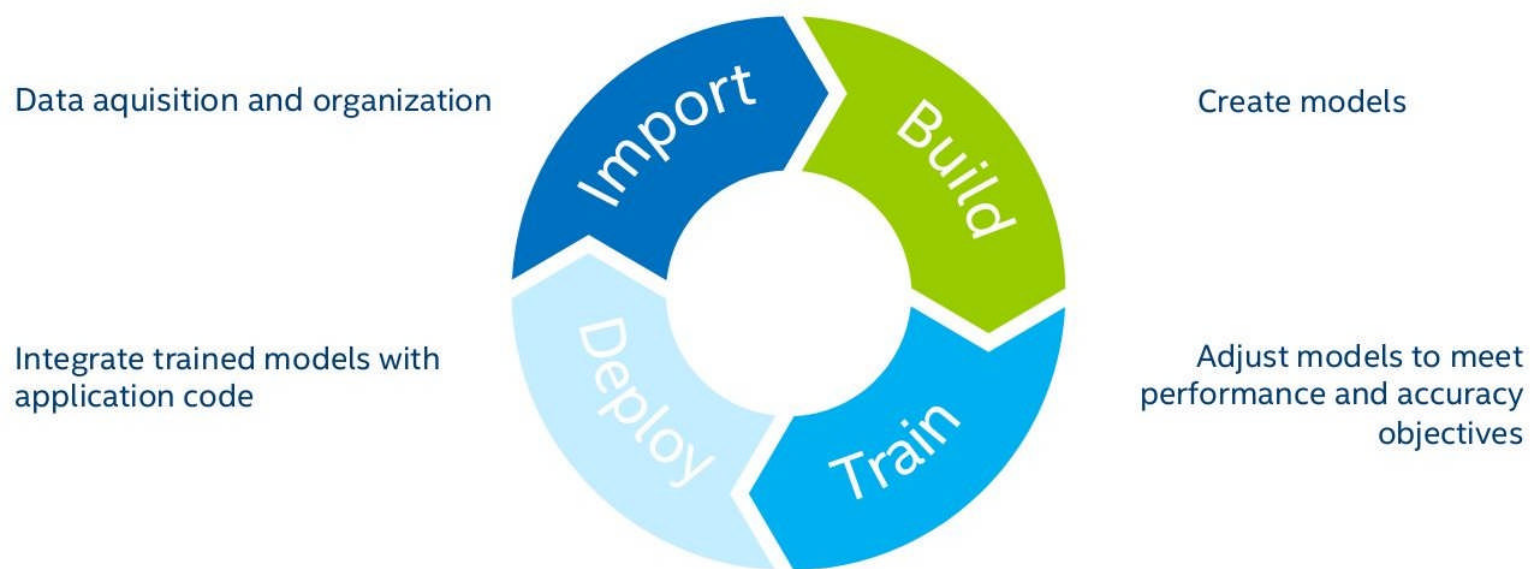 Data aquisition and organization
Import
Build
Create models
Integrate trained models with
application code
Deploy
Train
Adjust models to meet
performance and accuracy
objectives